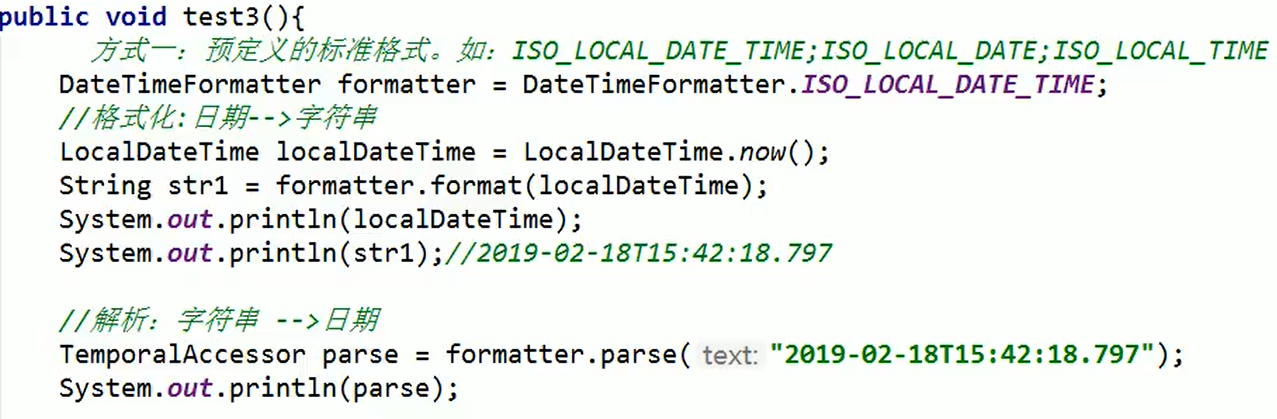 public void test3(){
方式一：预定义的标准格式。如：ISO_LOCAL_DATE_TIME;ISO_LOCAL_DATE;ISO_LOCAL_TIME
DateTimeFormatter formatter = DateTimeFormatter.ISO_LOCAL_DATE_TIME;
//格式化:日期-->字符串
LocalDateTime localDateTime = LocalDateTime.now();
String str1 = formatter.format(localDateTime);
System.out.println(localDateTime);
System.out.println(str1);//2019-02-18T15:42:18.797
//解析：字符串 -->日期
TemporalAccessor parse = formatter.parse( text: "2019-02-18T15:42:18.797");
System.out.println(parse);